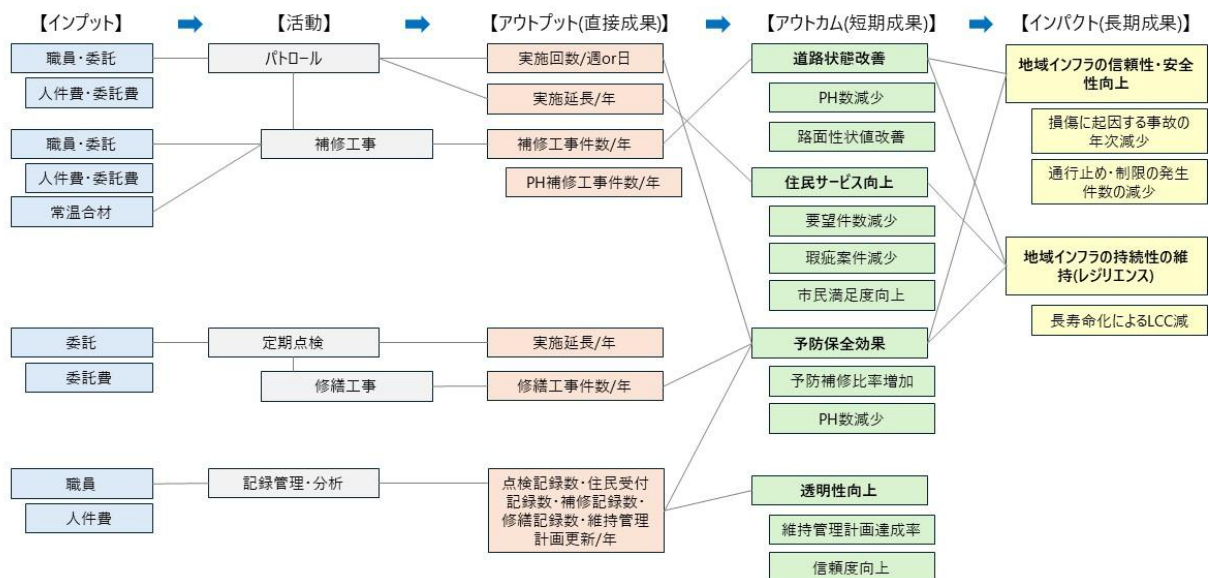 【インプット】
【活動】
【アウトプット(直接成果)】
【アウトカム(短期成果)】
【インパクト(長期成果)】
職員・委託
人件費・委託費
職員・委託
人件費・委託費
常温合材
委託
委託費
職員
人件費
パトロール
補修工事
定期点検
修繕工事
記録管理・分析
実施回数/週or日
実施延長/年
補修工事件数/年
PH補修工事件数/年
実施延長/年
修繕工事件数/年
点検記録数・住民受付
記録数・補修記録数・
修繕記録数・維持管理
計画更新/年
道路状態改善
PH数減少
路面性状値改善
住民サービス向上
要望件数減少
瑕疵案件減少
市民満足度向上
予防保全効果
予防補修比率増加
PH数減少
透明性向上
維持管理計画達成率
信頼度向上
地域インフラの信頼性・安全
性向上
損傷に起因する事故の
年次減少
通行止め・制限の発生
件数の減少
地域インフラの持続性の維
持(レジリエンス)
長寿命化によるLCC減